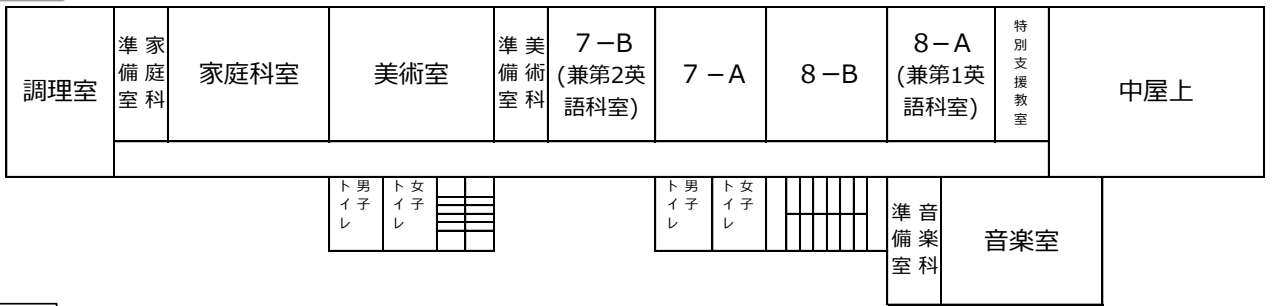 調理室
家庭科
準備室
家庭科室
美術室
美術科
準備室
7－B
(兼第2英
語科室)
7－A
8－B
8－A
(兼第1英
語科室)
特別支援教室
中屋上
男子
トイレ
女子
トイレ
男子
トイレ
女子
トイレ
音楽科
準備室
音楽室